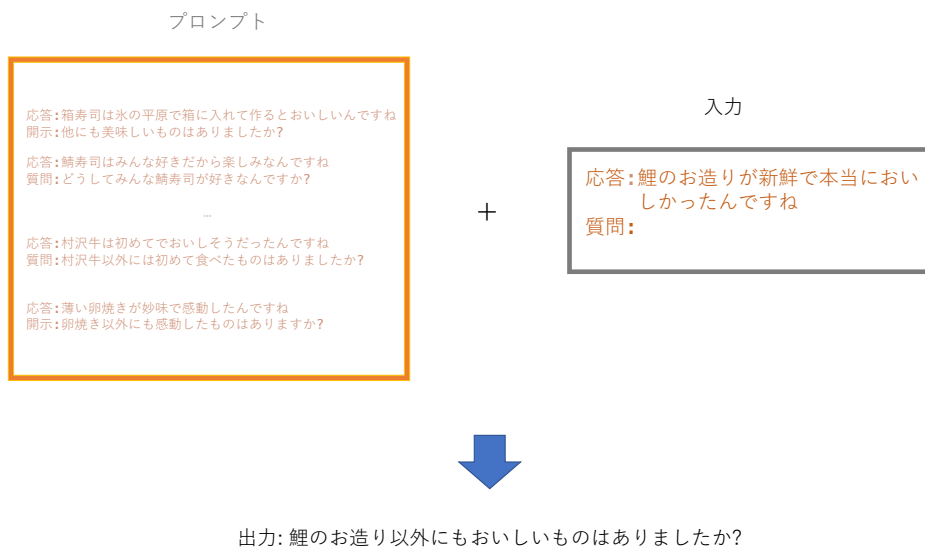 プロンプト
応答:箱寿司は氷の平原で箱に入れて作るとおいしいんですね
開示:他にも美味しいものはありましたか?
応答:鯖寿司はみんな好きだから楽しみなんですね
質問:どうしてみんな鯖寿司が好きなんですか?
…
応答:村沢牛は初めてでおいしそうだったんですね
質問:村沢牛以外には初めて食べたものはありましたか?
応答:薄い卵焼きが妙味で感動したんですね
開示:卵焼き以外にも感動したものはありますか?
+
入力
応答:鯉のお造りが新鮮で本当においしかったんですね
質問:
出力: 鯉のお造り以外にもおいしいものはありましたか?